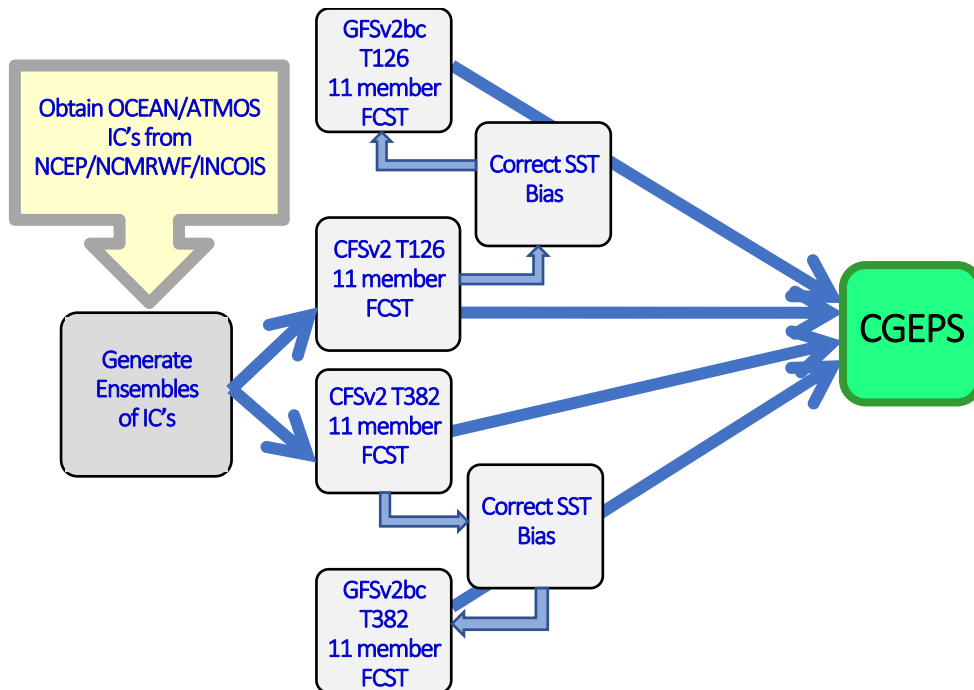 GFSv2bc
T126
11 member
FCST
Obtain OCEAN/ATMOS
IC's from
NCEP/NCMRWF/INCOIS
Correct SST
Bias
CFSv2 T126
11 member
FCST
CGEPS
Generate
Ensembles
of IC's
CFSv2 T382
11 member
FCST
Correct SST
Bias
GFSv2bc
T382
11 member
FCST